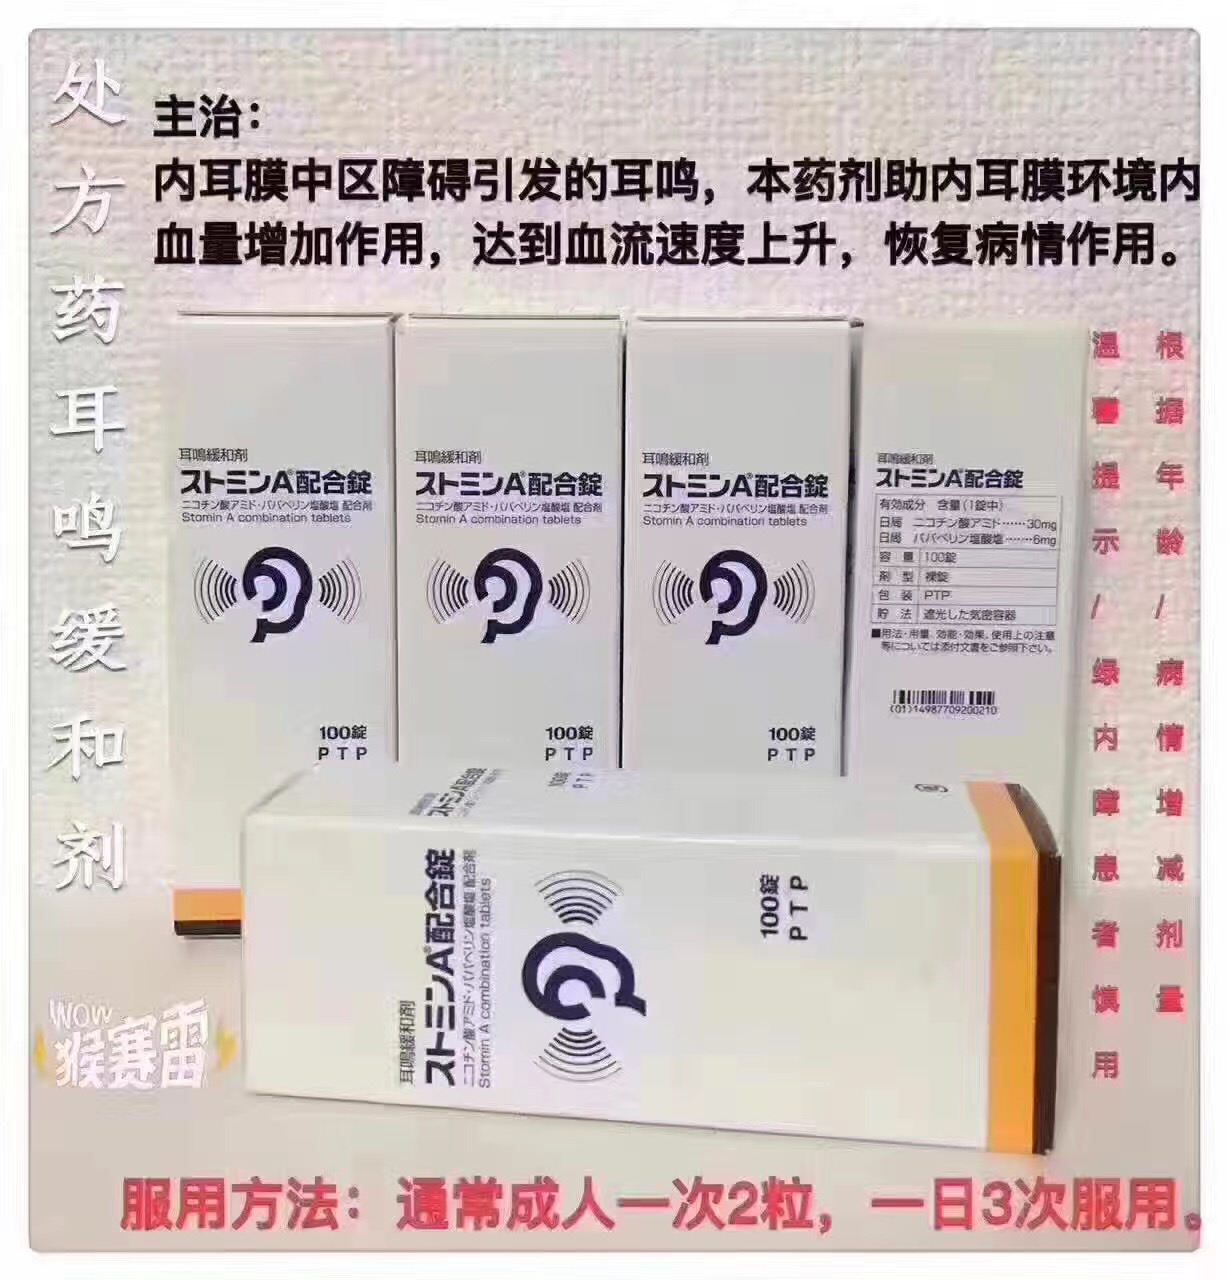 处方药耳鸣缓和剂
主治：
内耳膜中区障碍引发的耳鸣，本药剂助内耳膜环境内
血量增加作用，达到血流速度上升，恢复病情作用。
耳鳴緩和剤
ストミンA®配合錠
ニコチン酸アミド・パパベリン塩酸塩 配合剤
Stomin A combination tablets
100錠
PTP
耳鳴緩和剤
ストミンA®配合錠
ニコチン酸アミド・パパベリン塩酸塩 配合剤
Stomin A combination tablets
100錠
PTP
耳鳴緩和剤
ストミンA®配合錠
ニコチン酸アミド・パパベリン塩酸塩 配合剤
Stomin A combination tablets
100錠
PTP
耳鳴緩和剤
ストミンA®配合錠
有効成分 含量(1錠中)
日局 ニコチン酸アミド……30mg
日局 パパベリン塩酸塩……6mg
容量 100錠
剤型 裸錠
包装 PTP
貯法 遮光した気密容器
■用法・用量、効能・効果、使用上の注意
等については添付文書をご参照下さい。
(01)14987709200210
根据年龄/病情增减剂量
温馨提示/绿内障患者慎用
ストミンA配合錠
100錠
PTP
耳鳴緩和剤
ストミンA®配合錠
ニコチン酸アミド・パパベリン塩酸塩 配合剤
Stomin A combination tablets
100錠
PTP
WOW
猴赛雷
服用方法：通常成人一次2粒，一日3次服用。